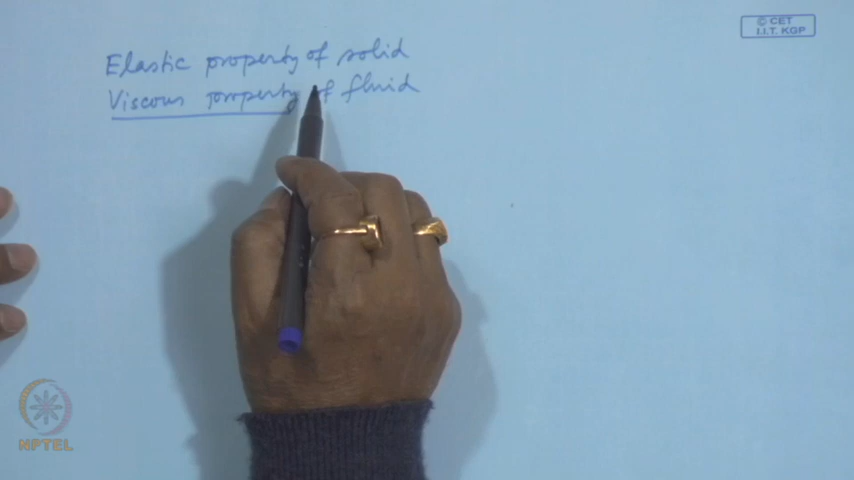 © CET
I.I.T. KGP
Elastic property of solid
Viscous property of fluid
NPTEL